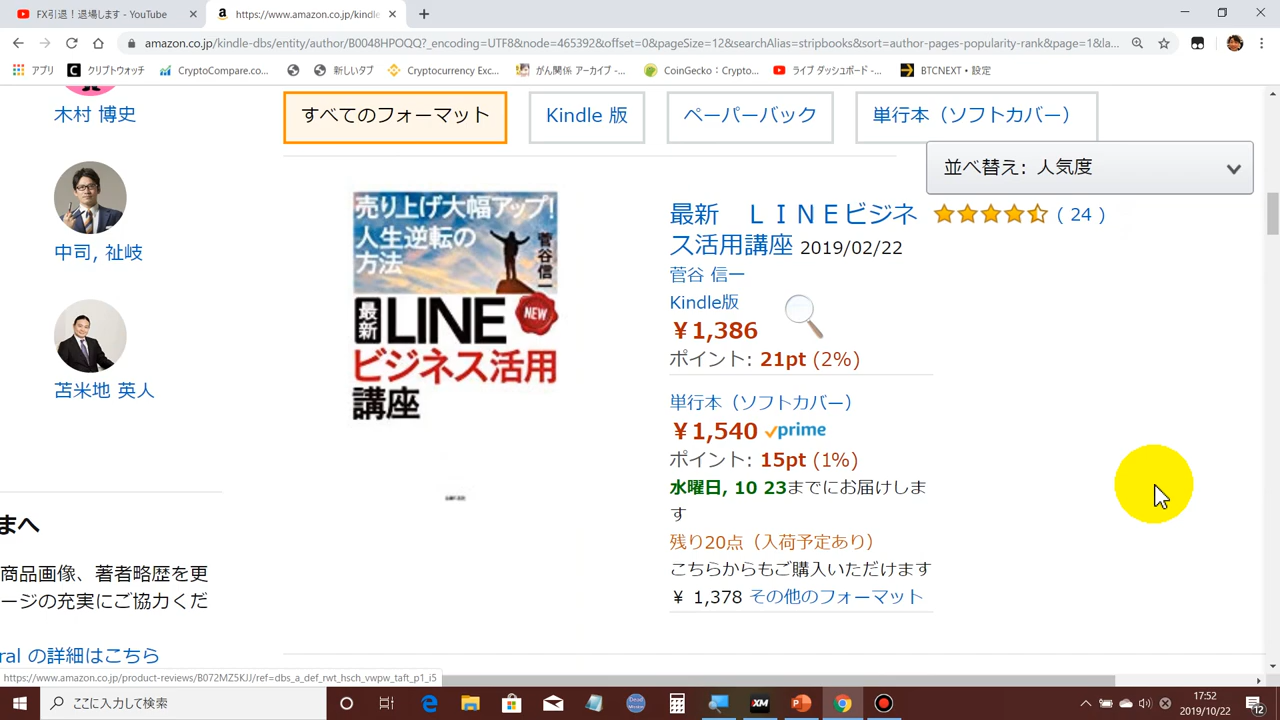 FX引退！退場します - YouTube
https://www.amazon.co.jp/kindle
amazon.co.jp/kindle-dbs/entity/author/B0048HPOQQ?_encoding=UTF8&node=465392&offset=0&pageSize=12&searchAlias=stripbooks&sort=author-pages-popularity-rank&page=1&la...
アプリ クリプトウォッチ CryptoCompare.co... 新しいタブ Cryptocurrency Exc... がん関係 アーカイブ -... CoinGecko：Crypto... ライブ ダッシュボード -... BTCNEXT・設定
木村 博史
中司, 祉岐
苫米地 英人
まへ
商品画像、著者略歴を更
ージの充実にご協力くだ
ral の詳細はこちら
すべてのフォーマット Kindle 版 ペーパーバック 単行本（ソフトカバー）
並べ替え: 人気度
売り上げ大幅アップ!
人生逆転の
方法
菅谷信一
最新
LINE
NEW
ビジネス活用
講座
最新　ＬＩＮＥビジネ
ス活用講座 2019/02/22
( 24 )
菅谷 信一
Kindle版
￥1,386
ポイント: 21pt (2%)
単行本（ソフトカバー）
￥1,540 prime
ポイント: 15pt (1%)
水曜日, 10 23までにお届けしま
す
残り20点（入荷予定あり）
こちらからもご購入いただけます
￥ 1,378 その他のフォーマット
https://www.amazon.co.jp/product-reviews/B072MZ5KJJ/ref=dbs_a_def_rwt_hsch_vwpw_taft_p1_i5
ここに入力して検索
XM
17:52
2019/10/22
12